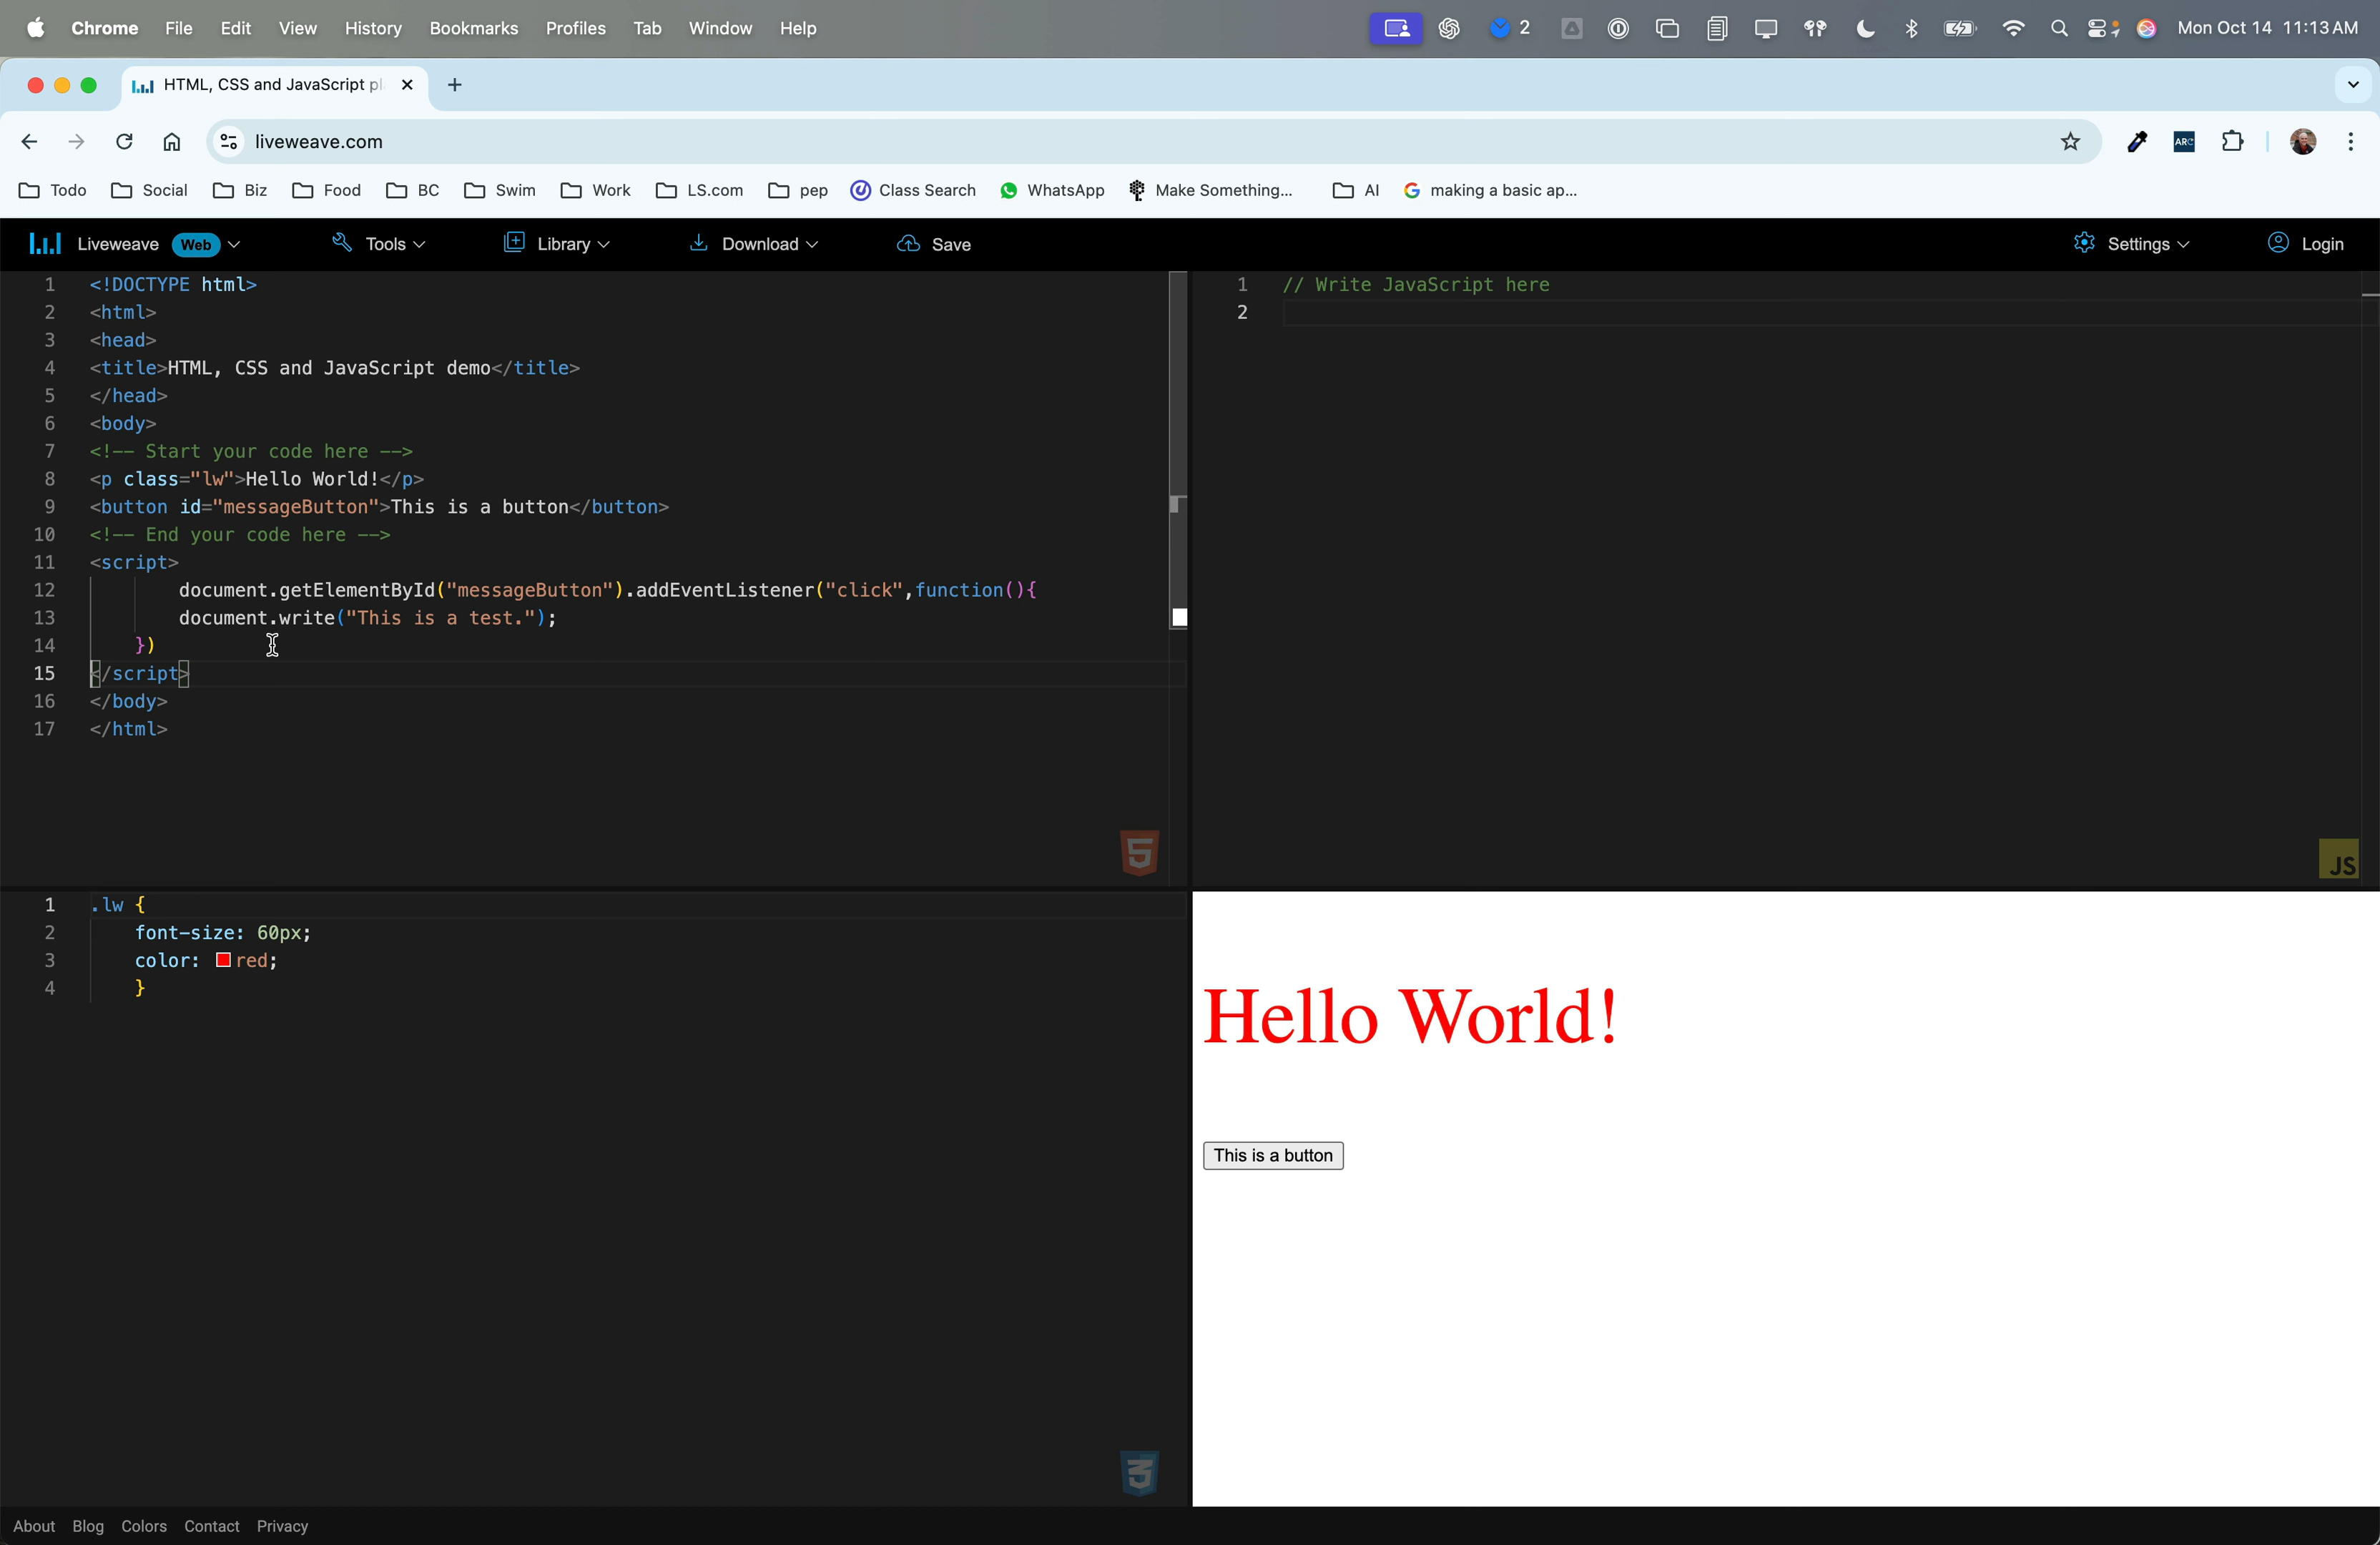 Chrome File Edit View History Bookmarks Profiles Tab Window Help 2 Mon Oct 14 11:13 AM
HTML, CSS and JavaScript pl
liveweave.com ARC
Todo Social Biz Food BC Swim Work LS.com pep Class Search WhatsApp Make Something... AI making a basic ap...
Liveweave Web Tools Library Download Save Settings Login
1 <!DOCTYPE html>
2 <html>
3 <head>
4 <title>HTML, CSS and JavaScript demo</title>
5 </head>
6 <body>
7 <!-- Start your code here -->
8 <p class="lw">Hello World!</p>
9 <button id="messageButton">This is a button</button>
10 <!-- End your code here -->
11 <script>
12 document.getElementById("messageButton").addEventListener("click",function(){
13 document.write("This is a test.");
14 })
15 </script>
16 </body>
17 </html>
5
1 // Write JavaScript here
2
JS
1 .lw {
2 font-size: 60px;
3 color: red;
4 }
3
Hello World!
This is a button
About Blog Colors Contact Privacy